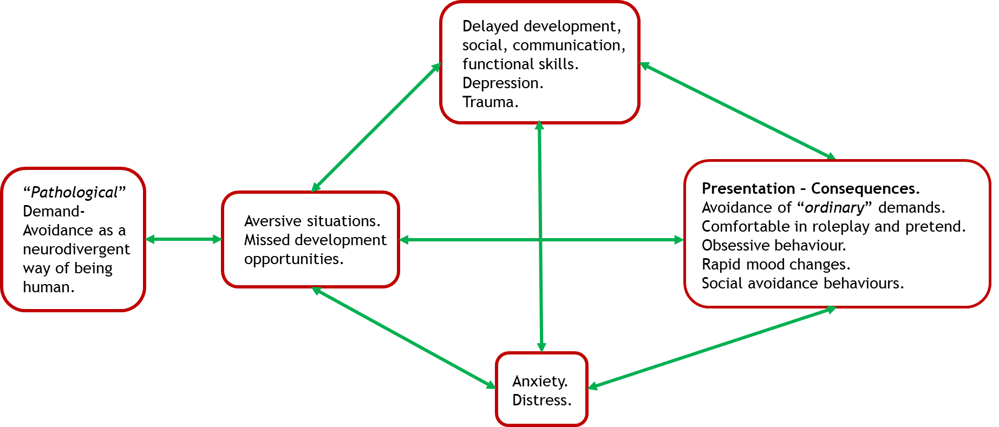 Delayed development,
social, communication,
functional skills.
Depression.
Trauma.
“Pathological”
Demand-
Avoidance as a
neurodivergent
way of being
human.
Aversive situations.
Missed development
opportunities.
Presentation – Consequences.
Avoidance of “ordinary” demands.
Comfortable in roleplay and pretend.
Obsessive behaviour.
Rapid mood changes.
Social avoidance behaviours.
Anxiety.
Distress.